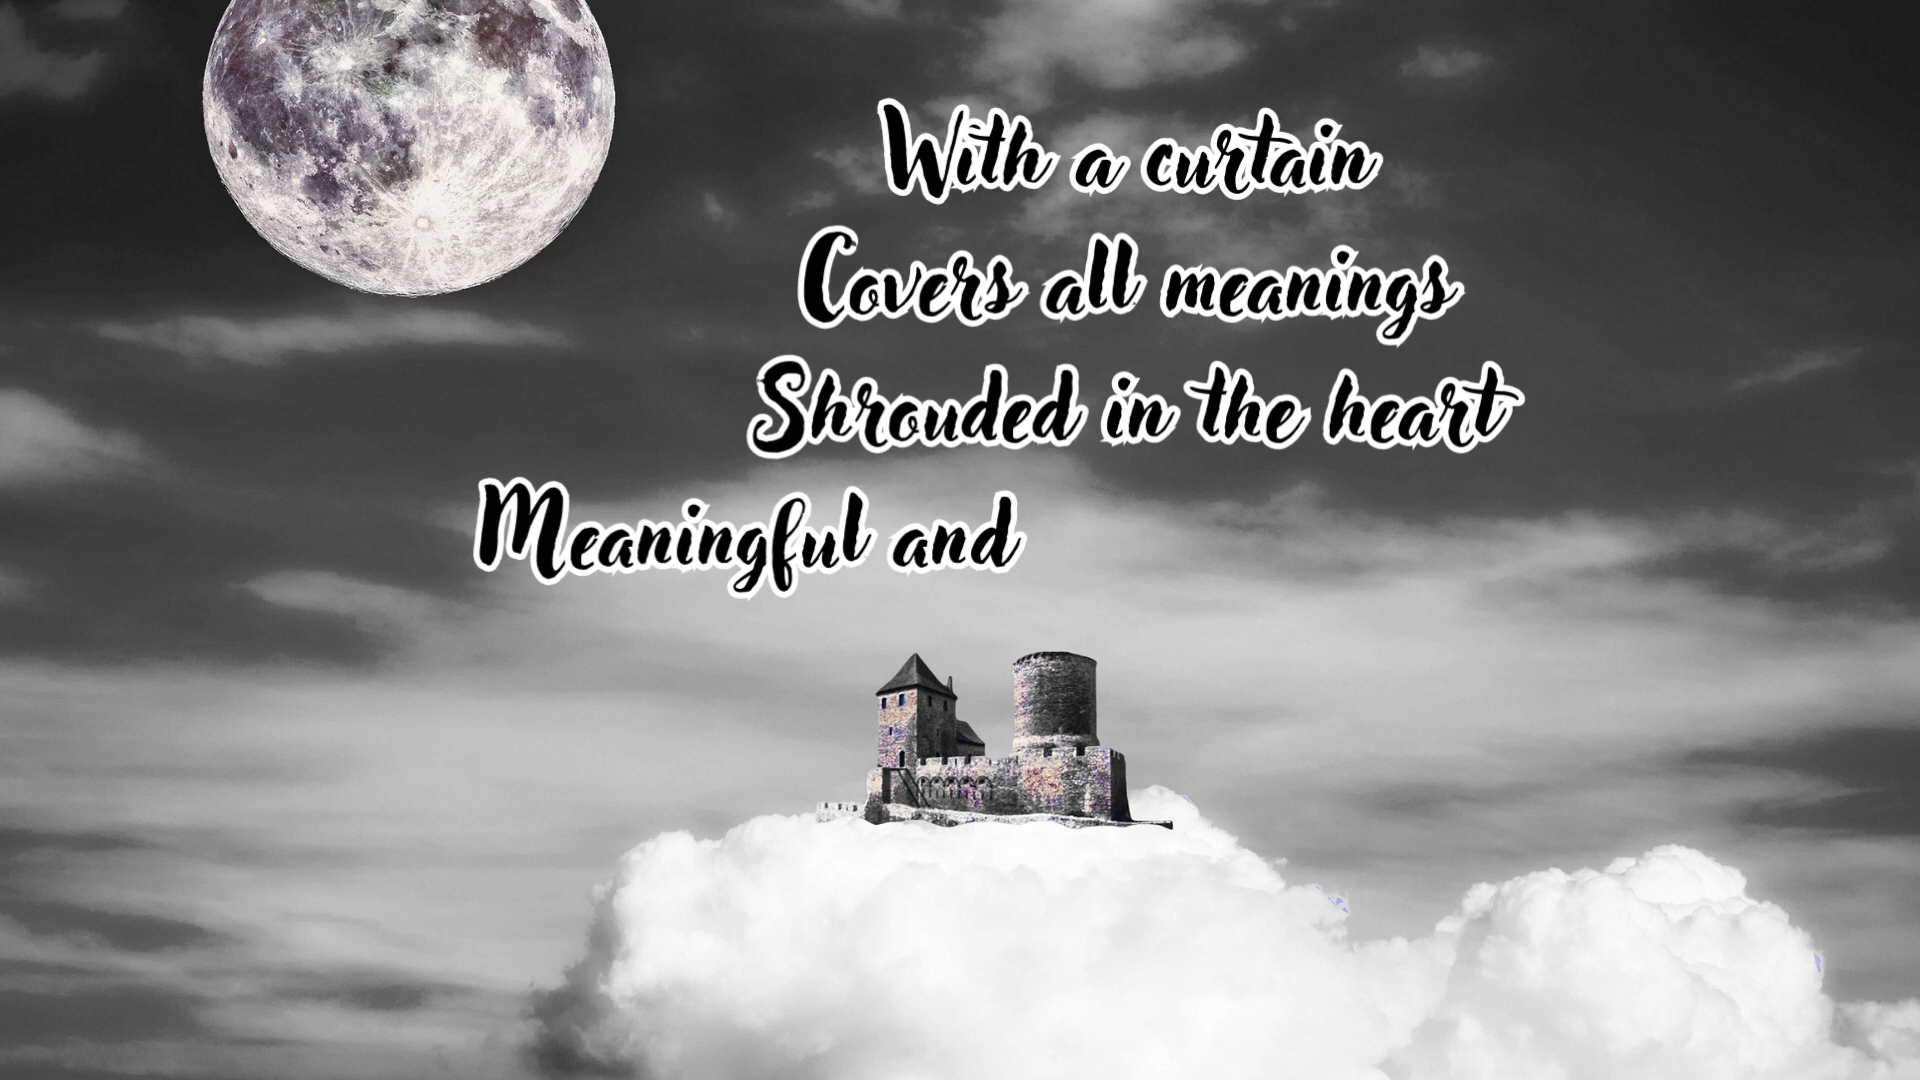 With a curtain
Covers all meanings
Shrouded in the heart
Meaningful and